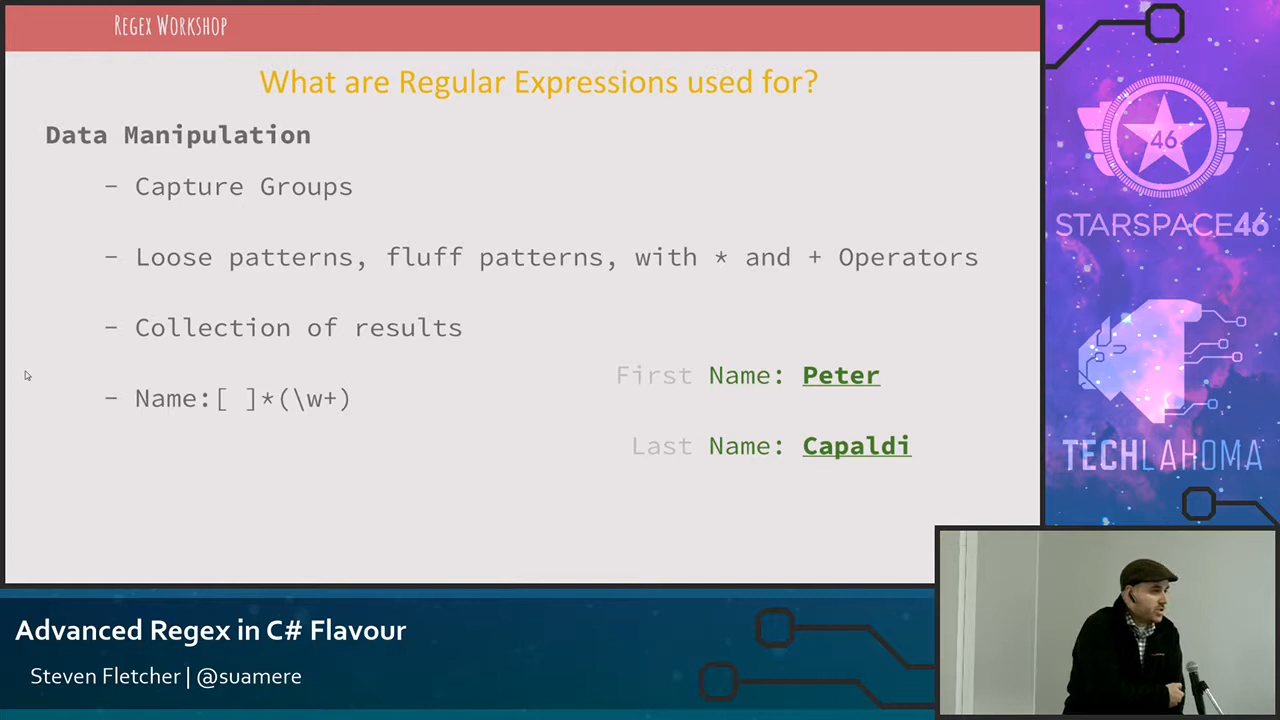 Regex Workshop
What are Regular Expressions used for?
Data Manipulation
- Capture Groups
- Loose patterns, fluff patterns, with * and + Operators
- Collection of results
First Name: Peter
- Name:[ ]*(\w+)
Last Name: Capaldi
46
STARSPACE46
TECHLAHOMA
Advanced Regex in C# Flavour
Steven Fletcher | @suamere